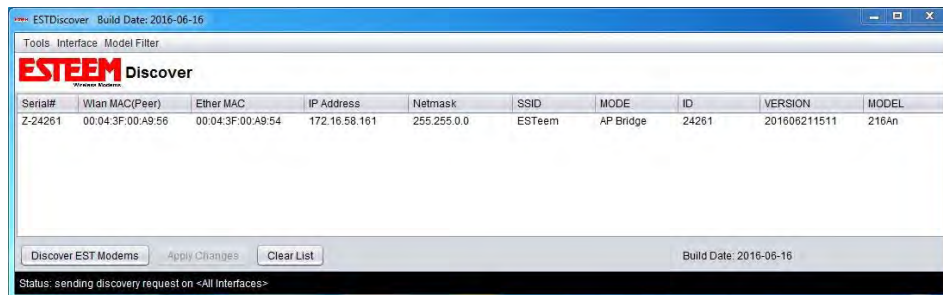 ESTDiscover Build Date: 2016-06-16
Tools Interface Model Filter
ESTEEM Discover
Wireless Modems
Serial# Wlan MAC(Peer) Ether MAC IP Address Netmask SSID MODE ID VERSION MODEL
Z-24261 00:04:3F:00:A9:56 00:04:3F:00:A9:54 172.16.58.161 255.255.0.0 ESTeem AP Bridge 24261 201606211511 216An
Discover EST Modems Apply Changes Clear List Build Date: 2016-06-16
Status: sending discovery request on <All Interfaces>